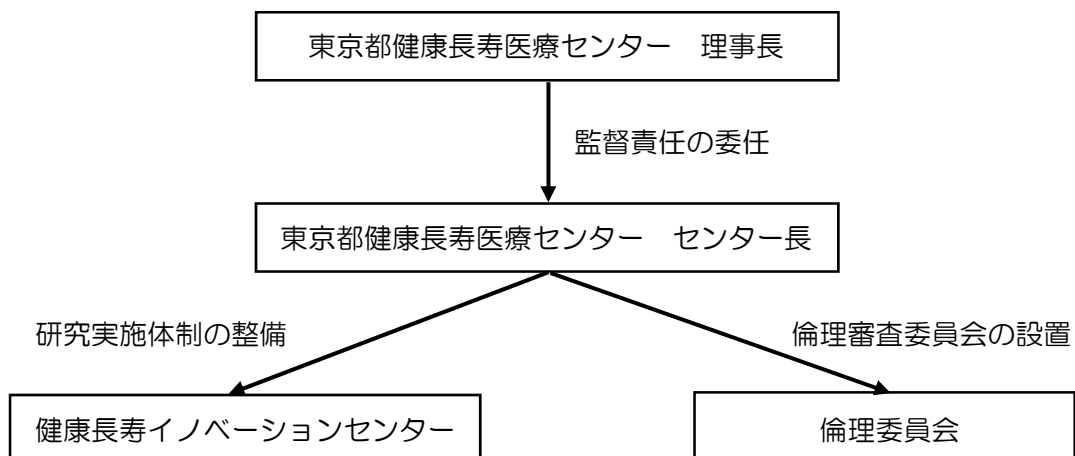 東京都健康長寿医療センター　理事長
監督責任の委任
東京都健康長寿医療センター　センター長
研究実施体制の整備
倫理審査委員会の設置
健康長寿イノベーションセンター
倫理委員会